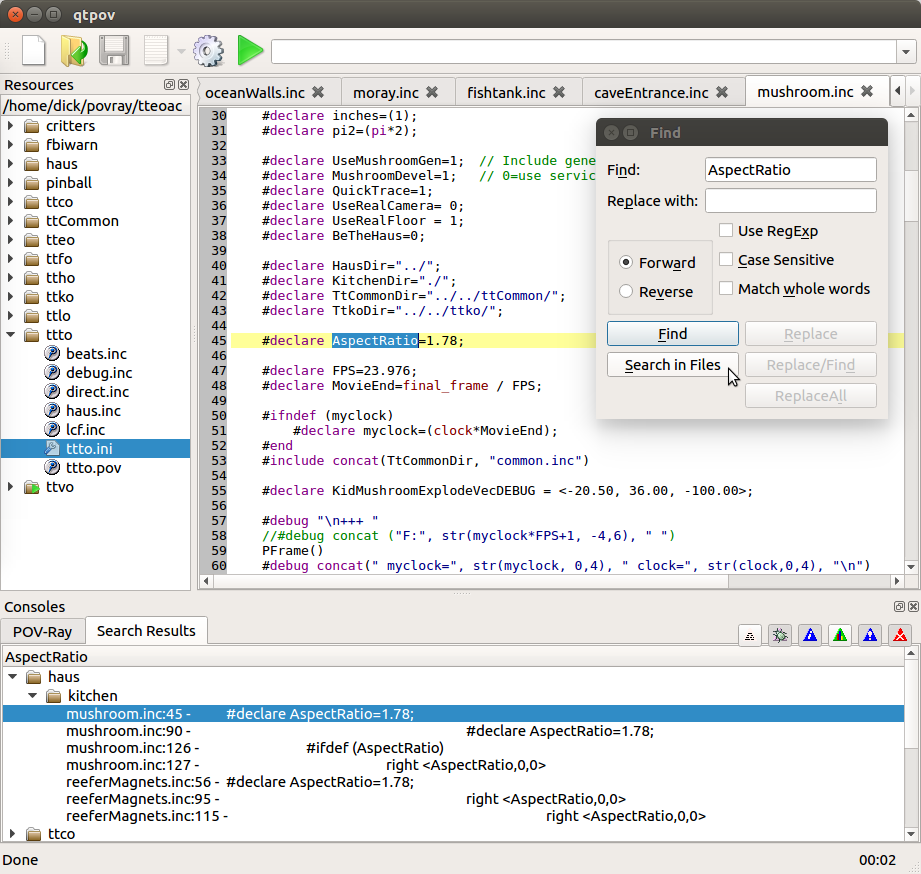 qtpov
Resources
/home/dick/povray/tteoac
critters
fbiwarn
haus
pinball
ttco
ttCommon
tteo
ttfo
ttho
ttko
ttlo
ttto
beats.inc
debug.inc
direct.inc
haus.inc
lcf.inc
ttto.ini
ttto.pov
ttvo
oceanWalls.inc moray.inc fishtank.inc caveEntrance.inc mushroom.inc
30 #declare inches=(1);
31 #declare pi2=(pi*2);
32
33 #declare UseMushroomGen=1; // Include gene
34 #declare MushroomDevel=1; // 0=use servic
35 #declare QuickTrace=1;
36 #declare UseRealCamera= 0;
37 #declare UseRealFloor = 1;
38 #declare BeTheHaus=0;
39
40 #declare HausDir="../";
41 #declare KitchenDir="./";
42 #declare TtCommonDir="../../ttCommon/";
43 #declare TtkoDir="../../ttko/";
44
45 #declare AspectRatio=1.78;
46
47 #declare FPS=23.976;
48 #declare MovieEnd=final_frame / FPS;
49
50 #ifndef (myclock)
51 #declare myclock=(clock*MovieEnd);
52 #end
53 #include concat(TtCommonDir, "common.inc")
54
55 #declare KidMushroomExplodeVecDEBUG = <-20.50, 36.00, -100.00>;
56
57 #debug "\n+++ "
58 //#debug concat ("F:", str(myclock*FPS+1, -4,6), " ")
59 PFrame()
60 #debug concat(" myclock=", str(myclock, 0,4), " clock=", str(clock,0,4), "\n")
Find
Find: AspectRatio
Replace with:
Use RegExp
Forward
Case Sensitive
Reverse
Match whole words
Find Replace
Search in Files Replace/Find
ReplaceAll
Consoles
POV-Ray Search Results
AspectRatio
haus
kitchen
mushroom.inc:45 - #declare AspectRatio=1.78;
mushroom.inc:90 - #declare AspectRatio=1.78;
mushroom.inc:126 - #ifdef (AspectRatio)
mushroom.inc:127 - right <AspectRatio,0,0>
reeferMagnets.inc:56 - #declare AspectRatio=1.78;
reeferMagnets.inc:95 - right <AspectRatio,0,0>
reeferMagnets.inc:115 - right <AspectRatio,0,0>
ttco
Done 00:02